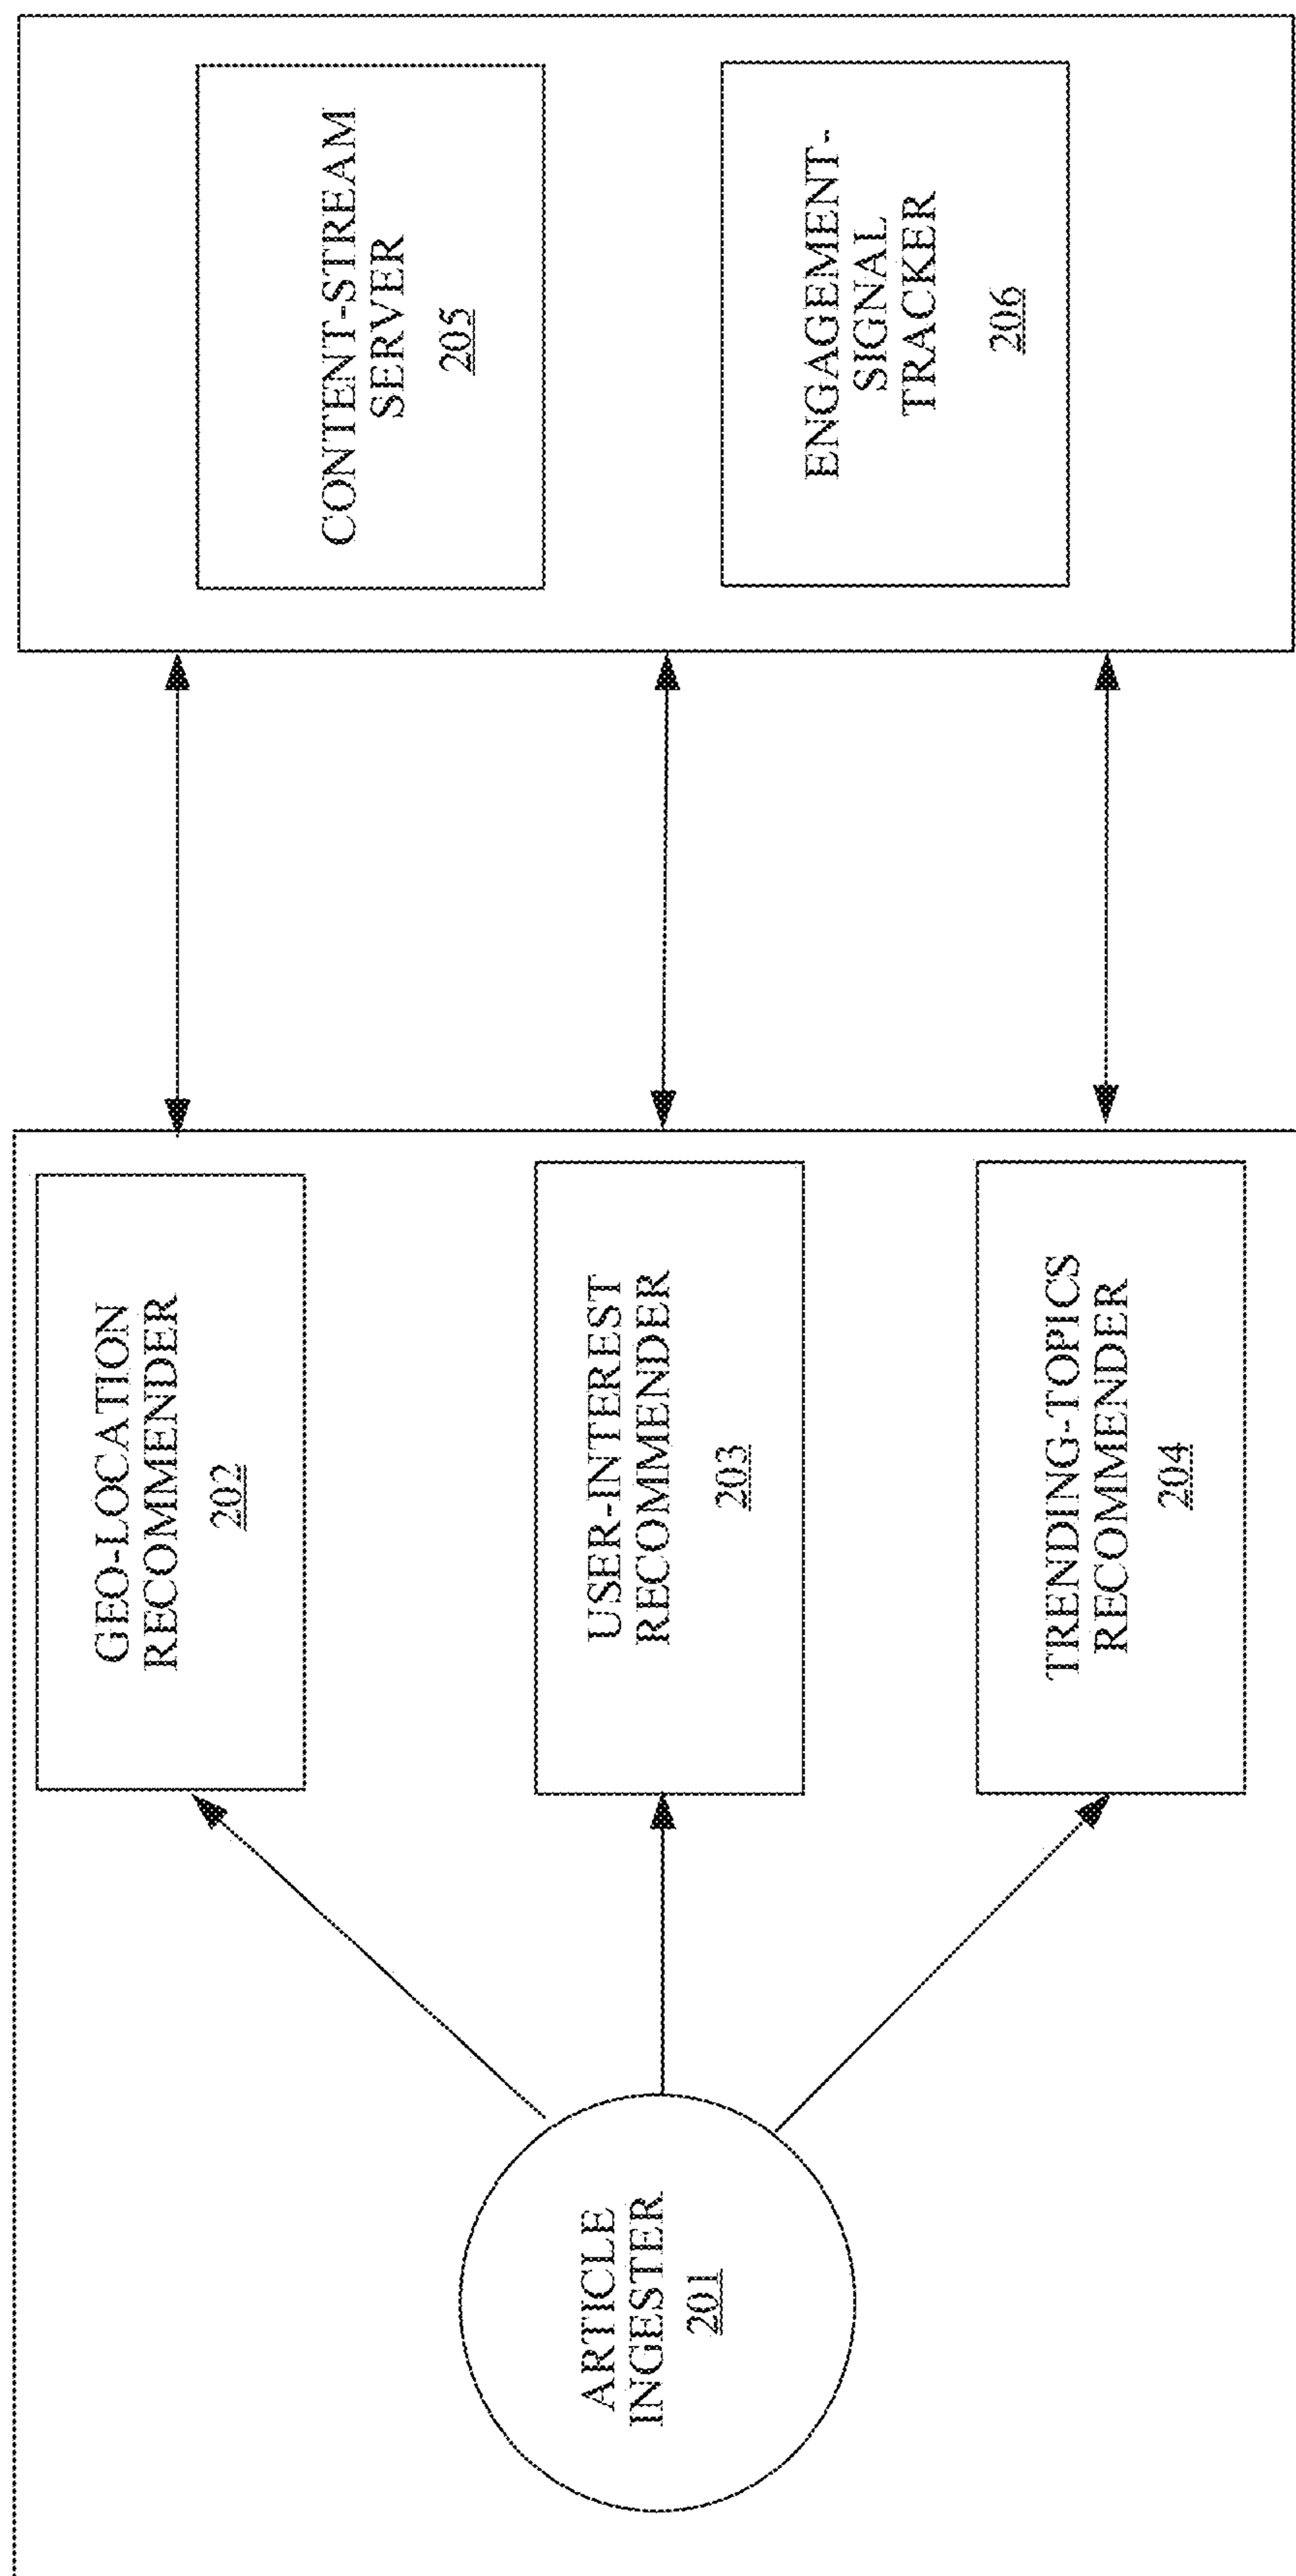 ARTICLE
INGESTER
201
GEO-LOCATION
RECOMMENDER
202
USER-INTEREST
RECOMMENDER
203
TRENDING-TOPICS
RECOMMENDER
204
CONTENT-STREAM
SERVER
205
ENGAGEMENT-
SIGNAL
TRACKER
206